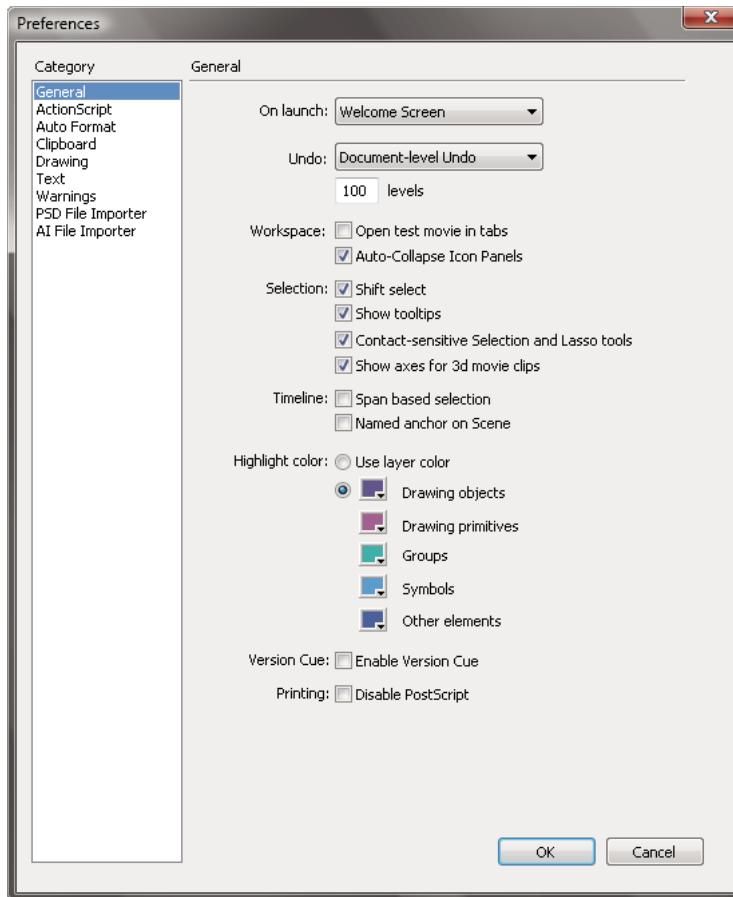 Preferences
Category
General
ActionScript
Auto Format
Clipboard
Drawing
Text
Warnings
PSD File Importer
AI File Importer
General
On launch: Welcome Screen
Undo: Document-level Undo
100 levels
Workspace: Open test movie in tabs
Auto-Collapse Icon Panels
Selection: Shift select
Show tooltips
Contact-sensitive Selection and Lasso tools
Show axes for 3d movie clips
Timeline: Span based selection
Named anchor on Scene
Highlight color: Use layer color
Drawing objects
Drawing primitives
Groups
Symbols
Other elements
Version Cue: Enable Version Cue
Printing: Disable PostScript
OK Cancel